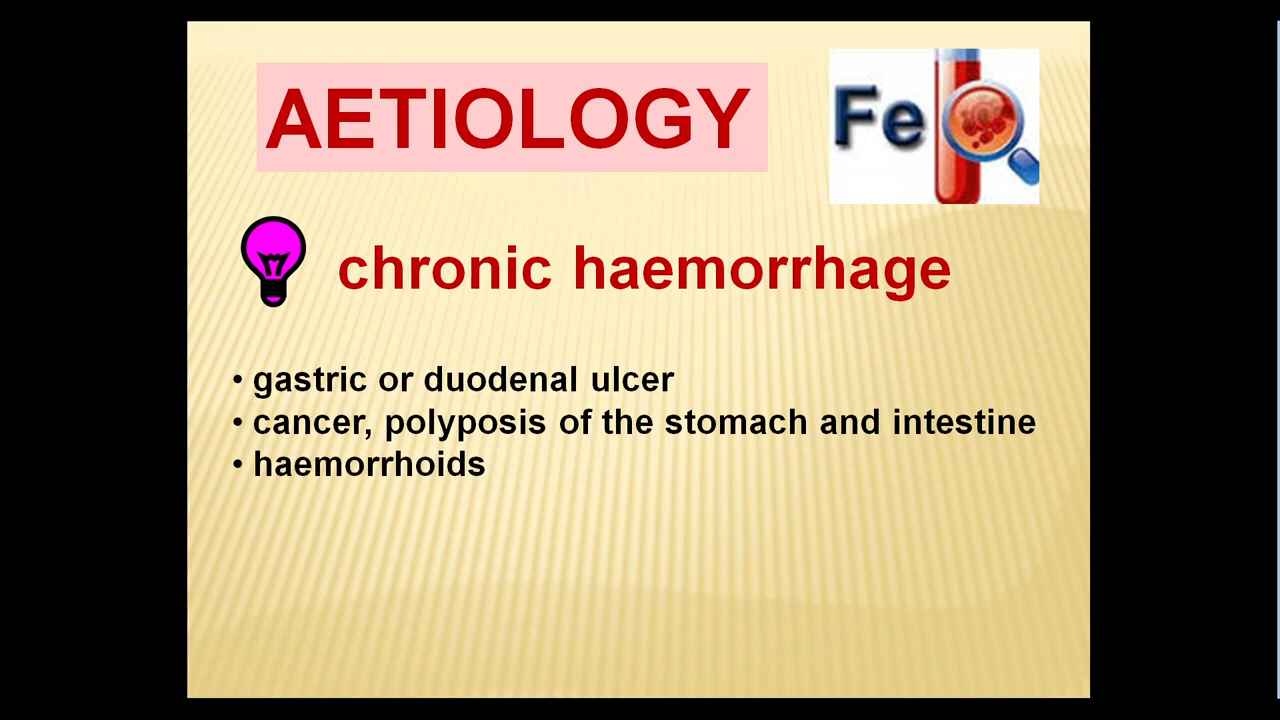 AETIOLOGY
Fe
chronic haemorrhage
• gastric or duodenal ulcer
• cancer, polyposis of the stomach and intestine
• haemorrhoids